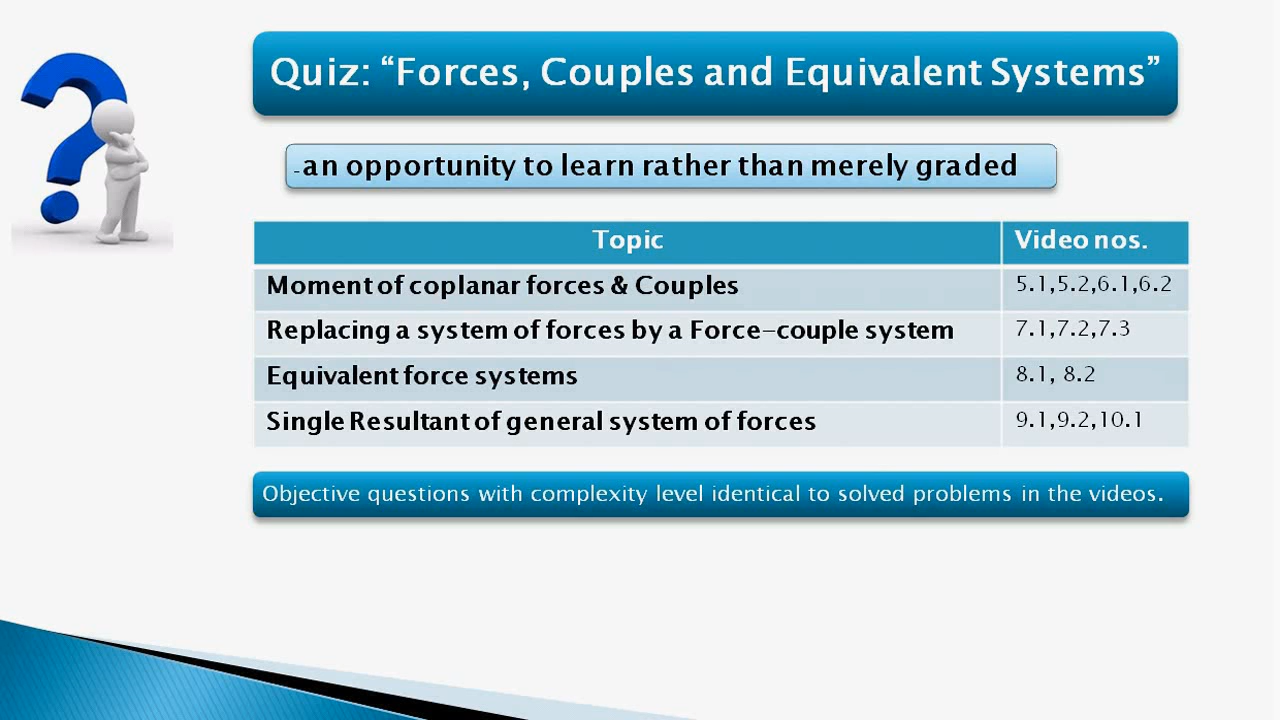 Quiz: “Forces, Couples and Equivalent Systems”
-an opportunity to learn rather than merely graded
Topic Video nos.
Moment of coplanar forces & Couples 5.1,5.2,6.1,6.2
Replacing a system of forces by a Force-couple system 7.1,7.2,7.3
Equivalent force systems 8.1, 8.2
Single Resultant of general system of forces 9.1,9.2,10.1
Objective questions with complexity level identical to solved problems in the videos.